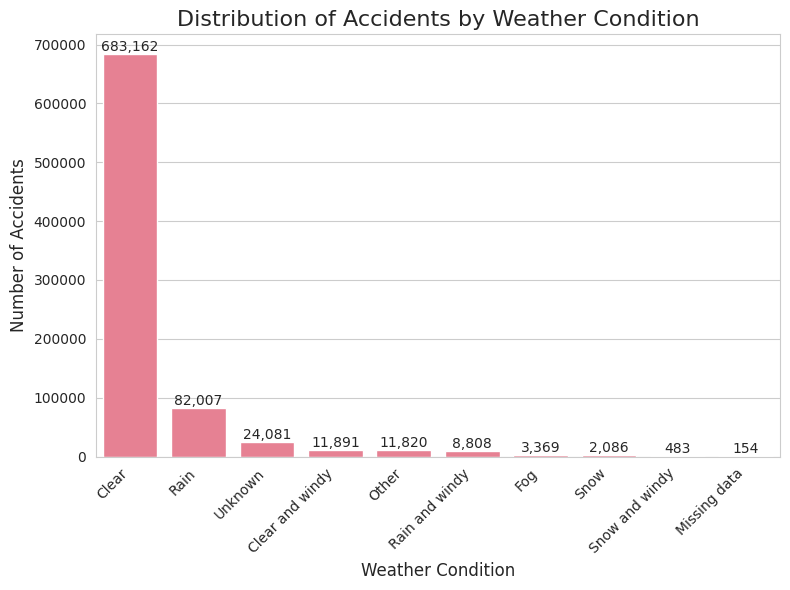 Distribution of Accidents by Weather Condition
Number of Accidents
700000
600000
500000
400000
300000
200000
100000
0
683,162
82,007
24,081
11,891
11,820
8,808
3,369
2,086
483
154
Clear
Rain
Unknown
Clear and windy
Other
Rain and windy
Fog
Snow
Snow and windy
Missing data
Weather Condition